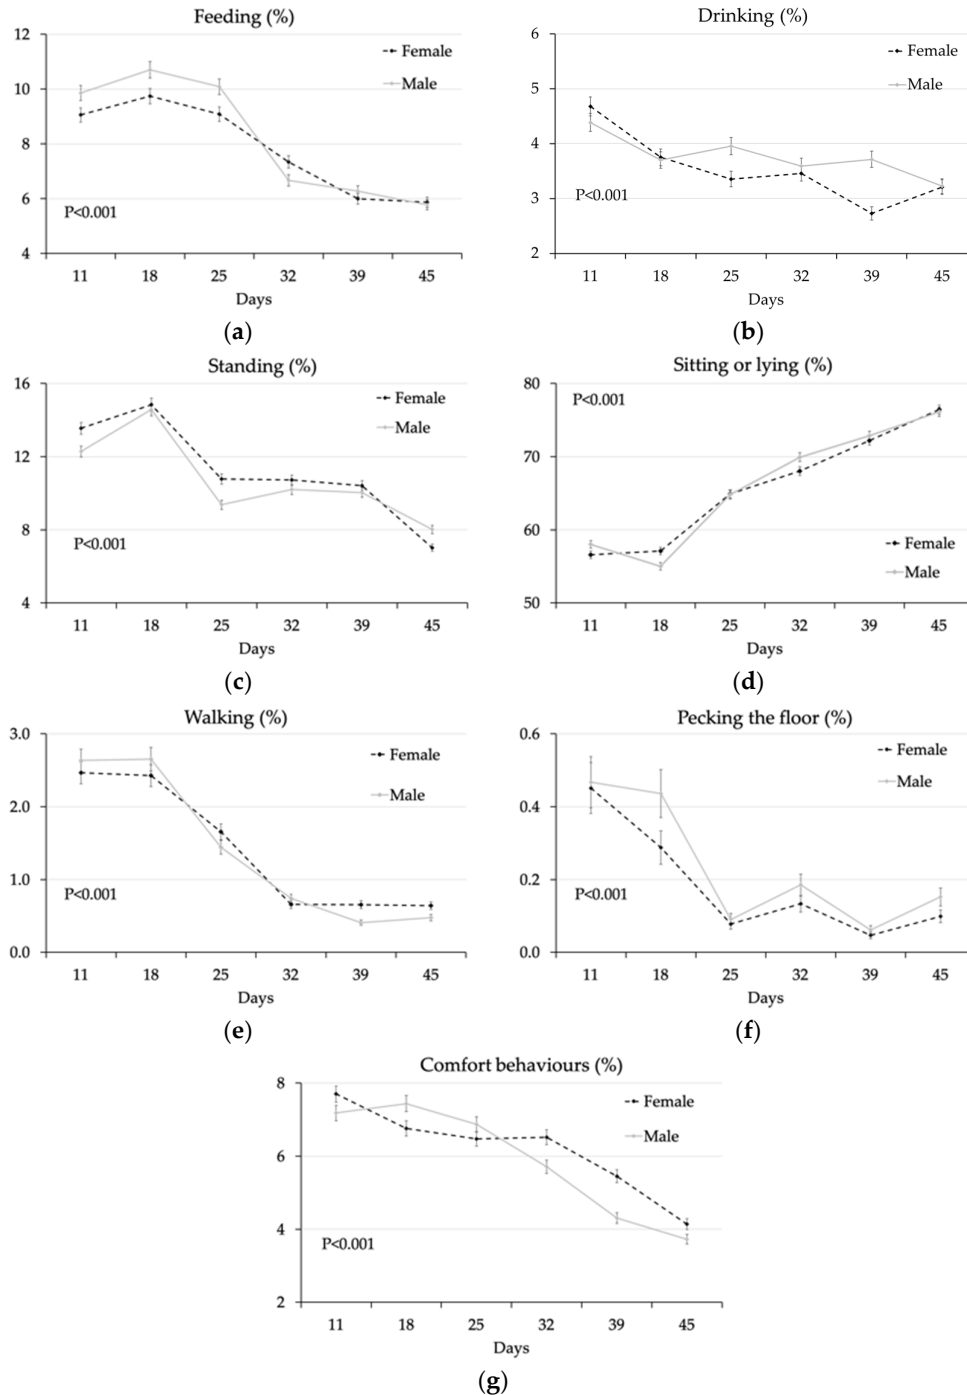 Feeding (%)
12
10
8
6
4
Female
Male
P<0.001
11 18 25 32 39 45
Days
(a)
Drinking (%)
6
5
4
3
2
Female
Male
P<0.001
11 18 25 32 39 45
Days
(b)
Standing (%)
16
12
8
4
Female
Male
P<0.001
11 18 25 32 39 45
Days
(c)
Sitting or lying (%)
80
70
60
50
P<0.001
Female
Male
11 18 25 32 39 45
Days
(d)
Walking (%)
3.0
2.0
1.0
0.0
Female
Male
P<0.001
11 18 25 32 39 45
Days
(e)
Pecking the floor (%)
0.6
0.4
0.2
0.0
Female
Male
P<0.001
11 18 25 32 39 45
Days
(f)
Comfort behaviours (%)
8
6
4
2
Female
Male
P<0.001
11 18 25 32 39 45
Days
(g)